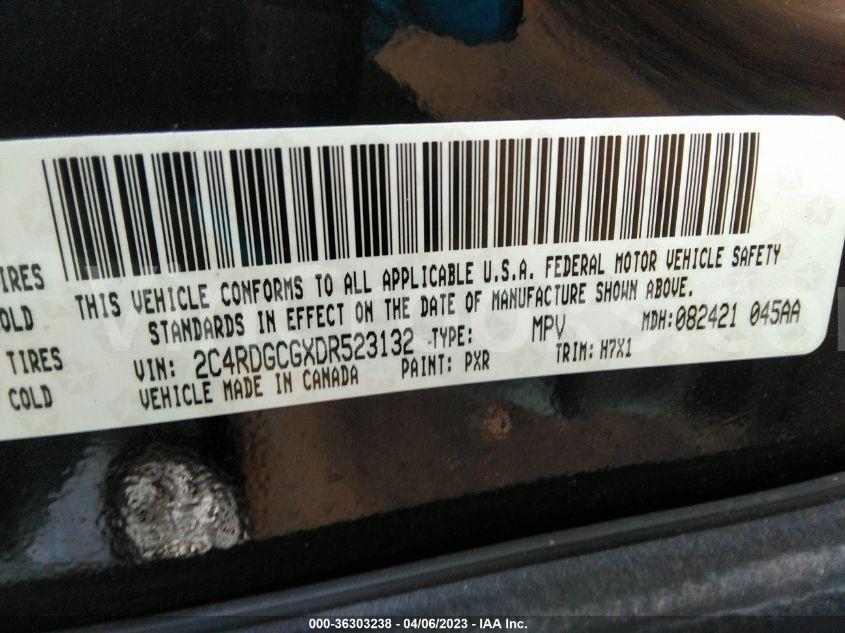 THIS VEHICLE CONFORMS TO ALL APPLICABLE U.S.A. FEDERAL MOTOR VEHICLE SAFETY
STANDARDS IN EFFECT ON THE DATE OF MANUFACTURE SHOWN ABOVE.
VIN: 2C4RDGCGXDR523132 TYPE: MPV MDH:082421 045AA
VEHICLE MADE IN CANADA PAINT: PXR TRIM: H7X1
TIRES
COLD
000-36303238 - 04/06/2023 - IAA Inc.